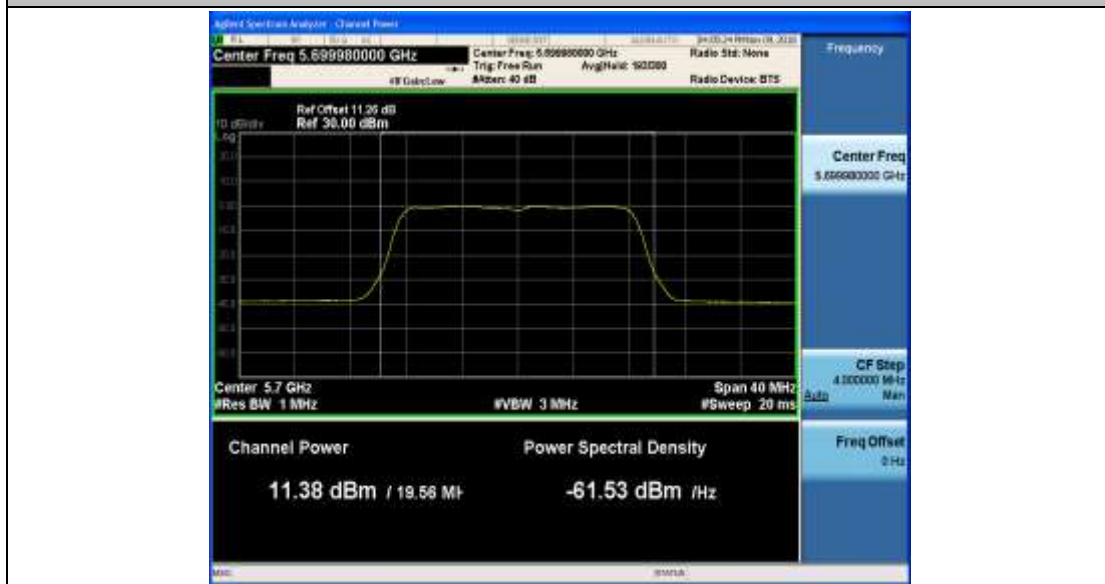 Agilent Spectrum Analyzer - Channel Power
Center Freq 5.699980000 GHz
Center Freq: 5.699980000 GHz
Trig: Free Run Avg|Hold:
#Atten: 40 dB
#IFGain:Low
Radio Std: None
Radio Device: BTS
Frequency
Ref Offset 11.26 dB
10 dB/div Ref 30.00 dBm
Log
Center Freq
5.699980000 GHz
Center 5.7 GHz Span 40 MHz
#Res BW 1 MHz #VBW 3 MHz #Sweep 20 ms
CF Step
4.000000 MHz
Auto Man
Channel Power Power Spectral Density
11.38 dBm / 19.56 MH -61.53 dBm /Hz
Freq Offset
0 Hz
MSG STATUS